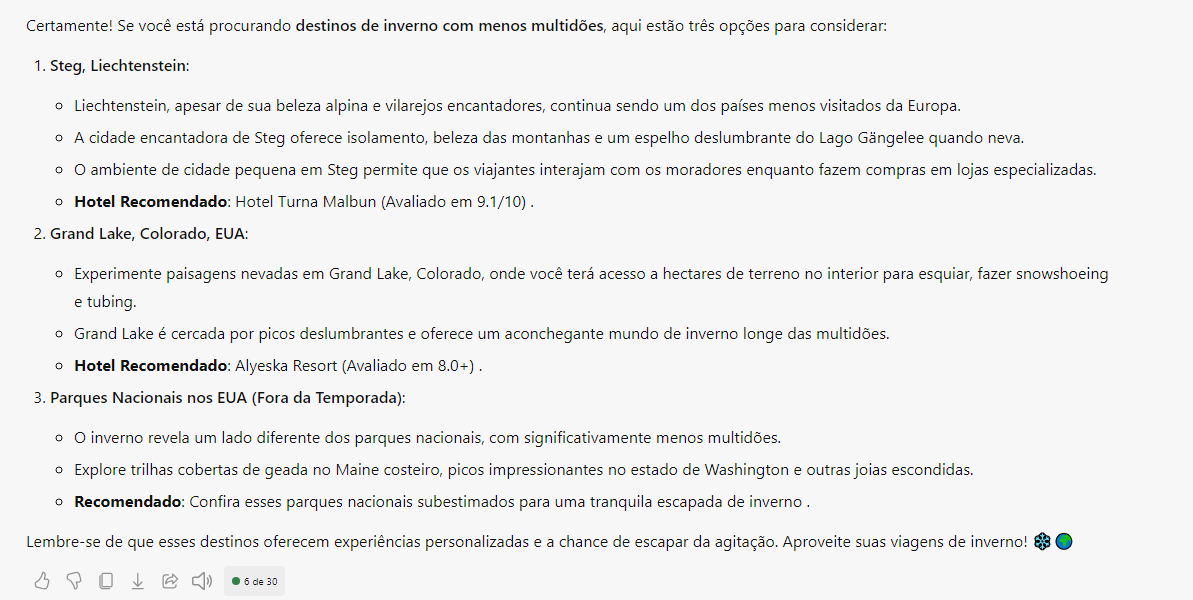 Certamente! Se você está procurando destinos de inverno com menos multidões, aqui estão três opções para considerar:
1. Steg, Liechtenstein:
Liechtenstein, apesar de sua beleza alpina e vilarejos encantadores, continua sendo um dos países menos visitados da Europa.
A cidade encantadora de Steg oferece isolamento, beleza das montanhas e um espelho deslumbrante do Lago Gängelee quando neva.
O ambiente de cidade pequena em Steg permite que os viajantes interajam com os moradores enquanto fazem compras em lojas especializadas.
Hotel Recomendado: Hotel Turna Malbun (Avaliado em 9.1/10) .
2. Grand Lake, Colorado, EUA:
Experimente paisagens nevadas em Grand Lake, Colorado, onde você terá acesso a hectares de terreno no interior para esquiar, fazer snowshoeing
e tubing.
Grand Lake é cercada por picos deslumbrantes e oferece um aconchegante mundo de inverno longe das multidões.
Hotel Recomendado: Alyeska Resort (Avaliado em 8.0+) .
3. Parques Nacionais nos EUA (Fora da Temporada):
O inverno revela um lado diferente dos parques nacionais, com significativamente menos multidões.
Explore trilhas cobertas de geada no Maine costeiro, picos impressionantes no estado de Washington e outras joias escondidas.
Recomendado: Confira esses parques nacionais subestimados para uma tranquila escapada de inverno .
Lembre-se de que esses destinos oferecem experiências personalizadas e a chance de escapar da agitação. Aproveite suas viagens de inverno! ❄️🌍
6 de 30